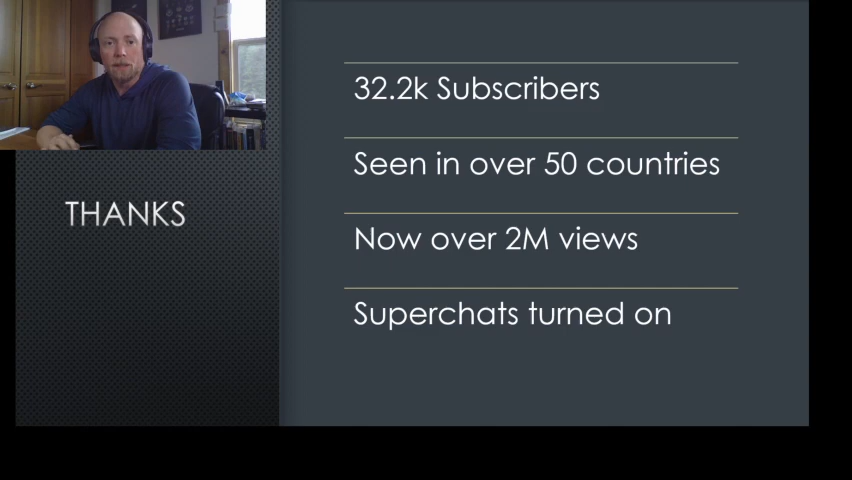 THANKS
32.2k Subscribers
Seen in over 50 countries
Now over 2M views
Superchats turned on